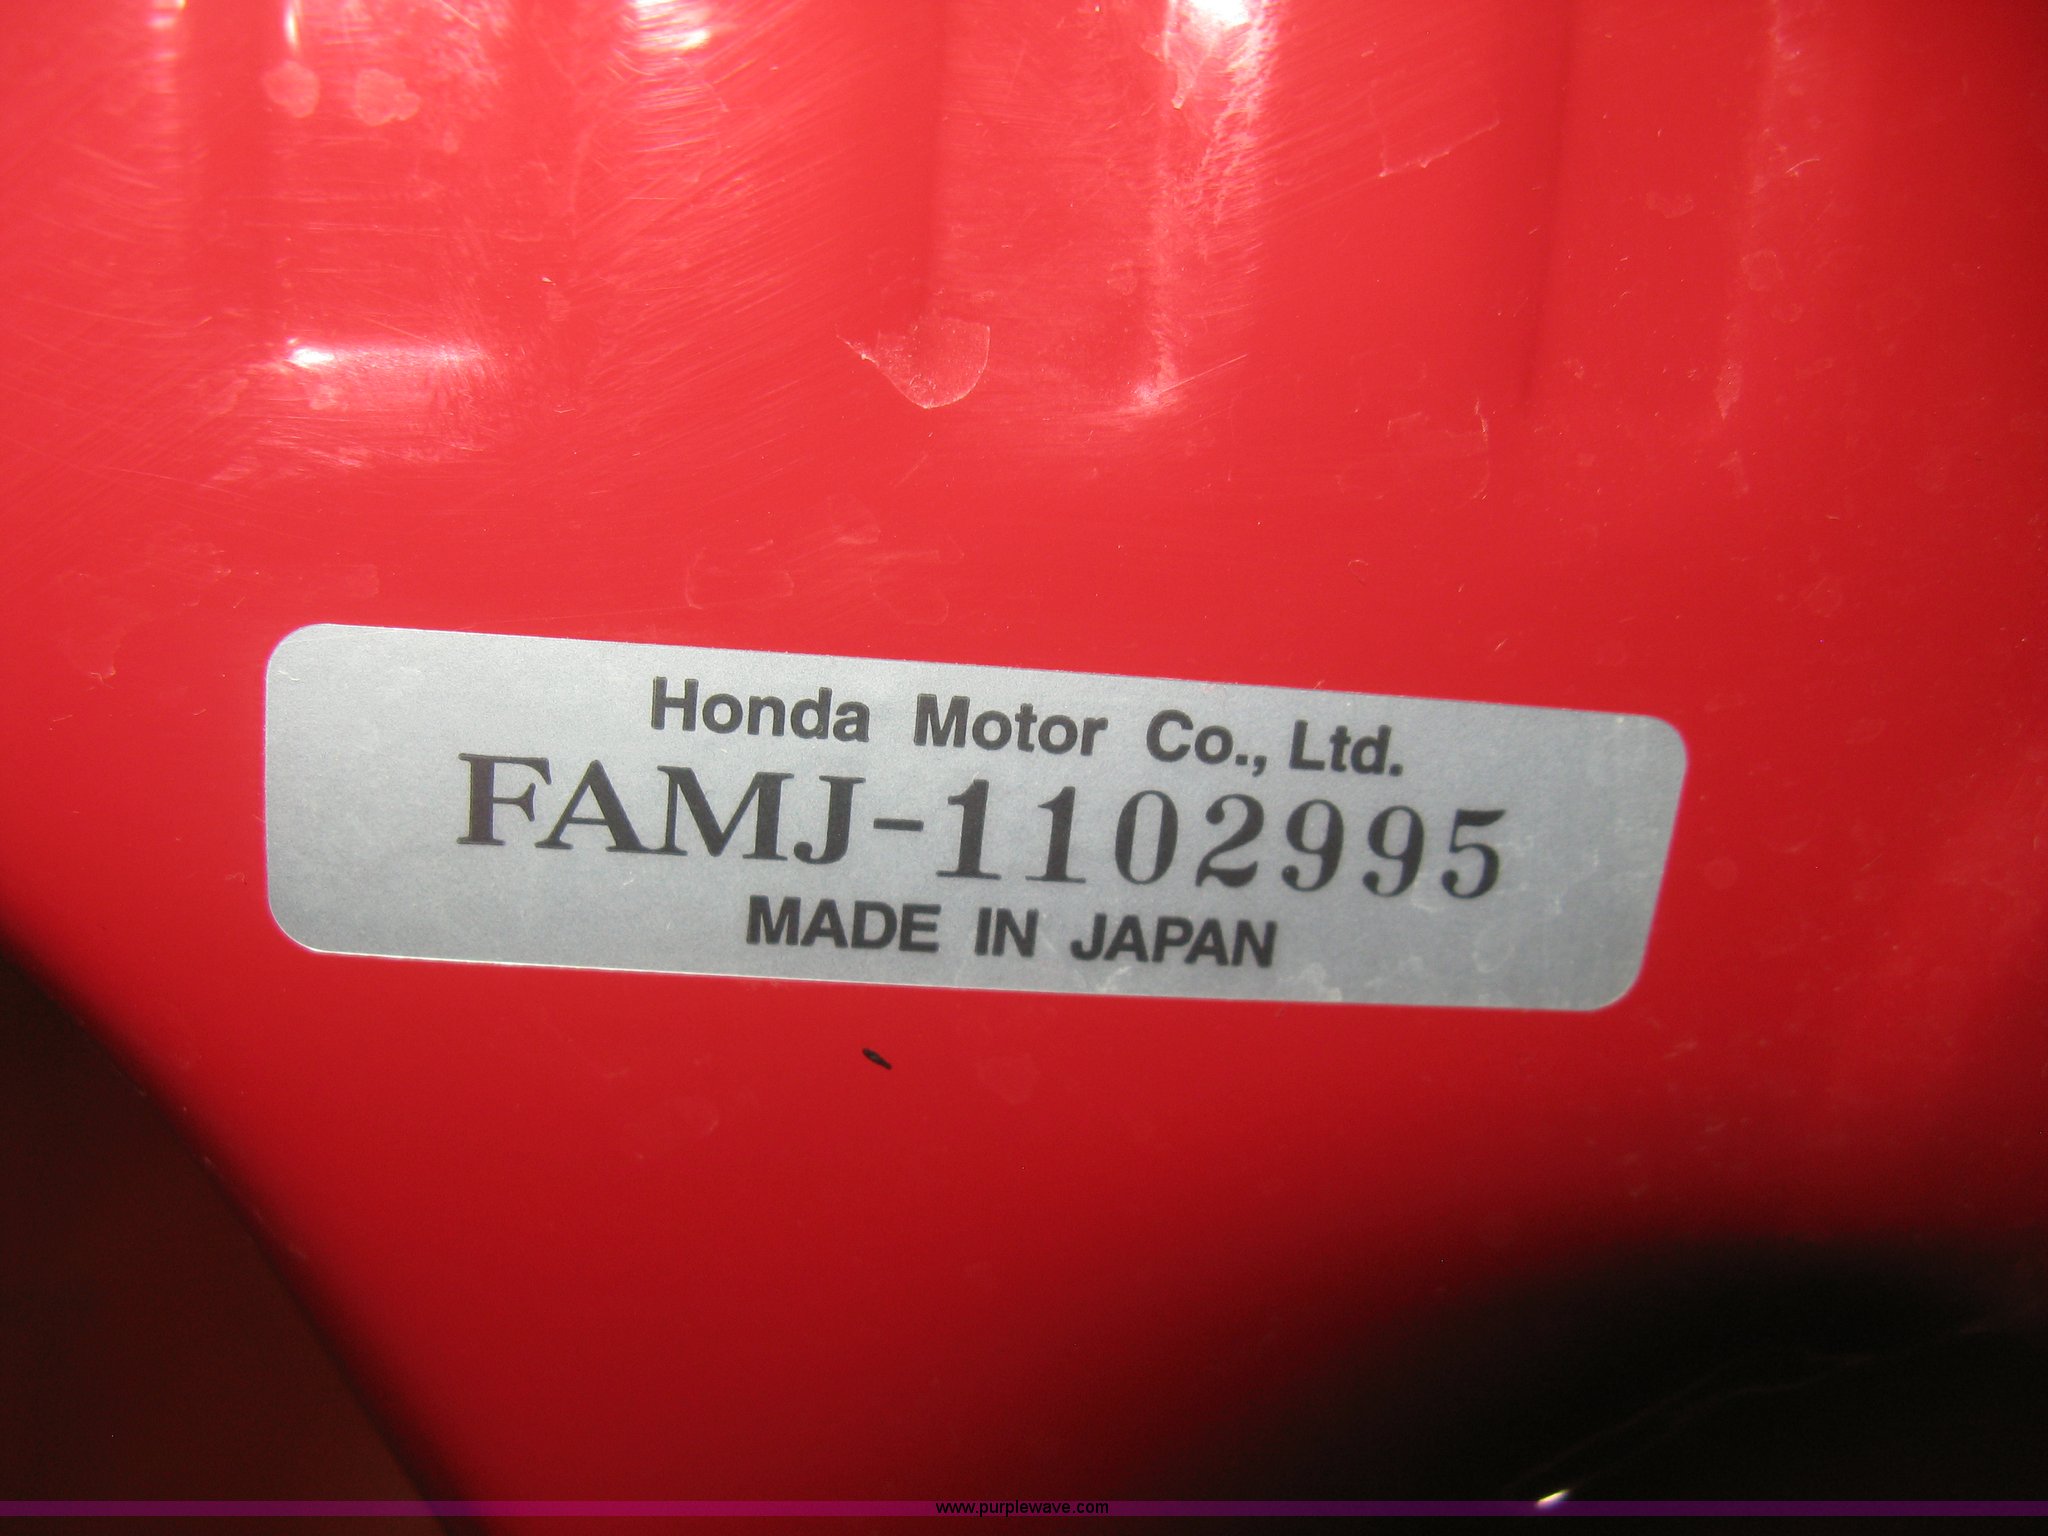 Honda Motor Co., Ltd.
FAMJ-1102995
MADE IN JAPAN
www.purplewave.com